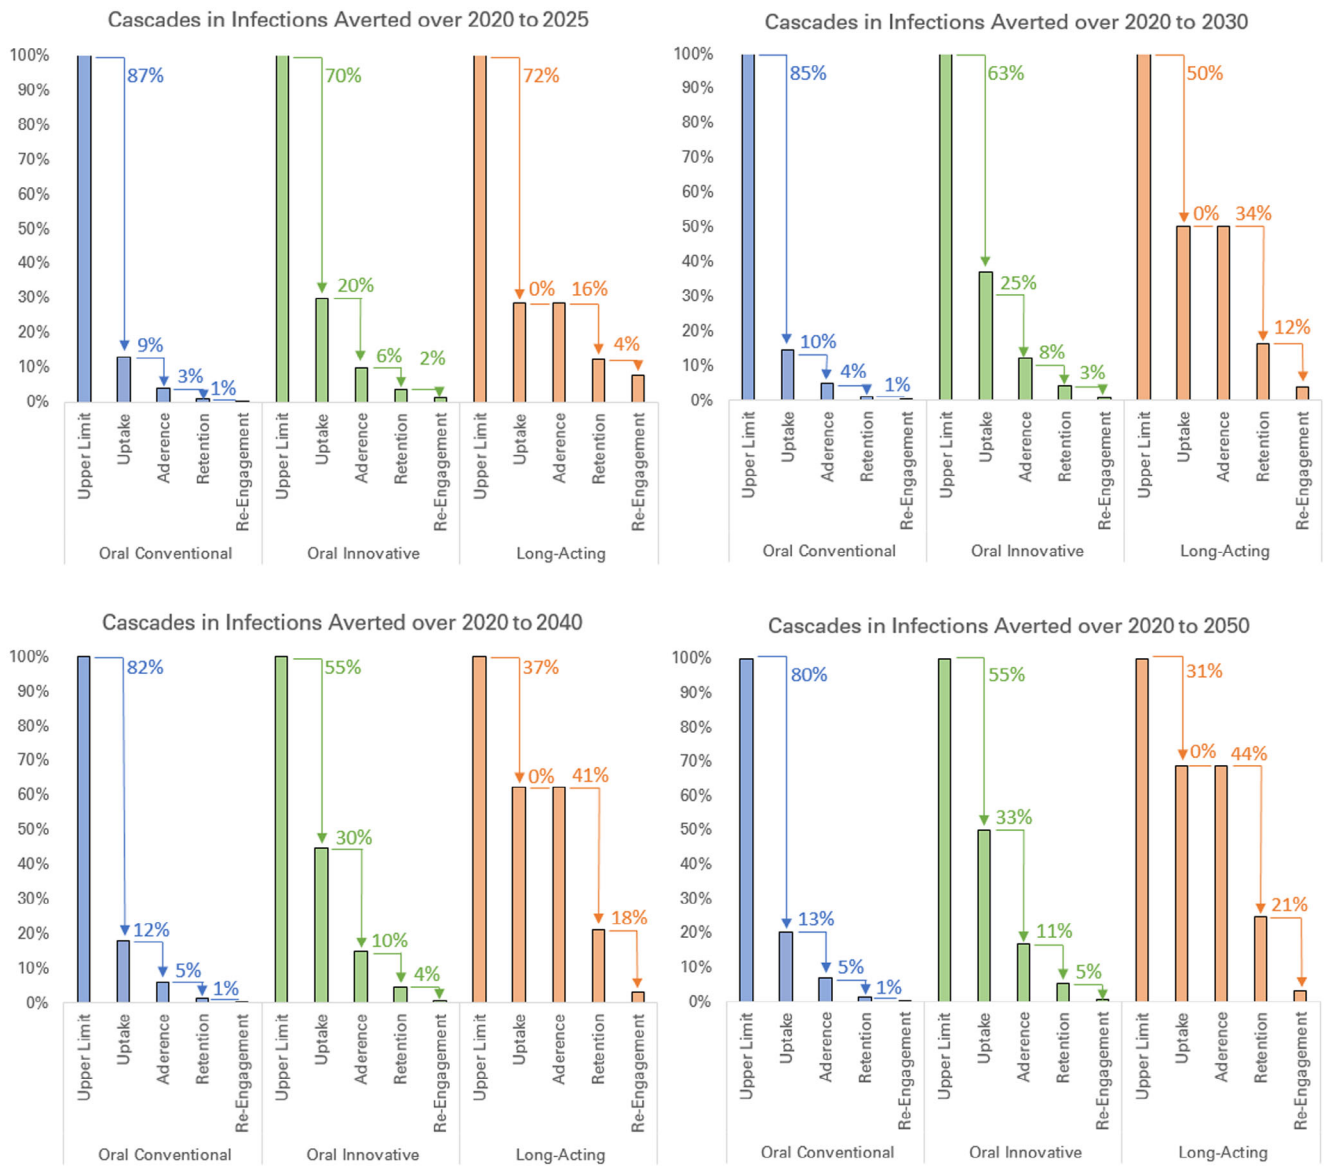 Cascades in Infections Averted over 2020 to 2025
100%
90%
80%
70%
60%
50%
40%
30%
20%
10%
0%
87%
9%
3%
1%
70%
20%
6%
2%
72%
0%
16%
4%
Upper Limit
Uptake
Aderence
Retention
Re-Engagement
Upper Limit
Uptake
Aderence
Retention
Re-Engagement
Upper Limit
Uptake
Aderence
Retention
Re-Engagement
Oral Conventional
Oral Innovative
Long-Acting
Cascades in Infections Averted over 2020 to 2030
100%
90%
80%
70%
60%
50%
40%
30%
20%
10%
0%
85%
10%
4%
1%
63%
25%
8%
3%
50%
0%
34%
12%
Upper Limit
Uptake
Aderence
Retention
Re-Engagement
Upper Limit
Uptake
Aderence
Retention
Re-Engagement
Upper Limit
Uptake
Aderence
Retention
Re-Engagement
Oral Conventional
Oral Innovative
Long-Acting
Cascades in Infections Averted over 2020 to 2040
100%
90%
80%
70%
60%
50%
40%
30%
20%
10%
0%
82%
12%
5%
1%
55%
30%
10%
4%
37%
0%
41%
18%
Upper Limit
Uptake
Aderence
Retention
Re-Engagement
Upper Limit
Uptake
Aderence
Retention
Re-Engagement
Upper Limit
Uptake
Aderence
Retention
Re-Engagement
Oral Conventional
Oral Innovative
Long-Acting
Cascades in Infections Averted over 2020 to 2050
100%
90%
80%
70%
60%
50%
40%
30%
20%
10%
0%
80%
13%
5%
1%
55%
33%
11%
5%
31%
0%
44%
21%
Upper Limit
Uptake
Aderence
Retention
Re-Engagement
Upper Limit
Uptake
Aderence
Retention
Re-Engagement
Upper Limit
Uptake
Aderence
Retention
Re-Engagement
Oral Conventional
Oral Innovative
Long-Acting